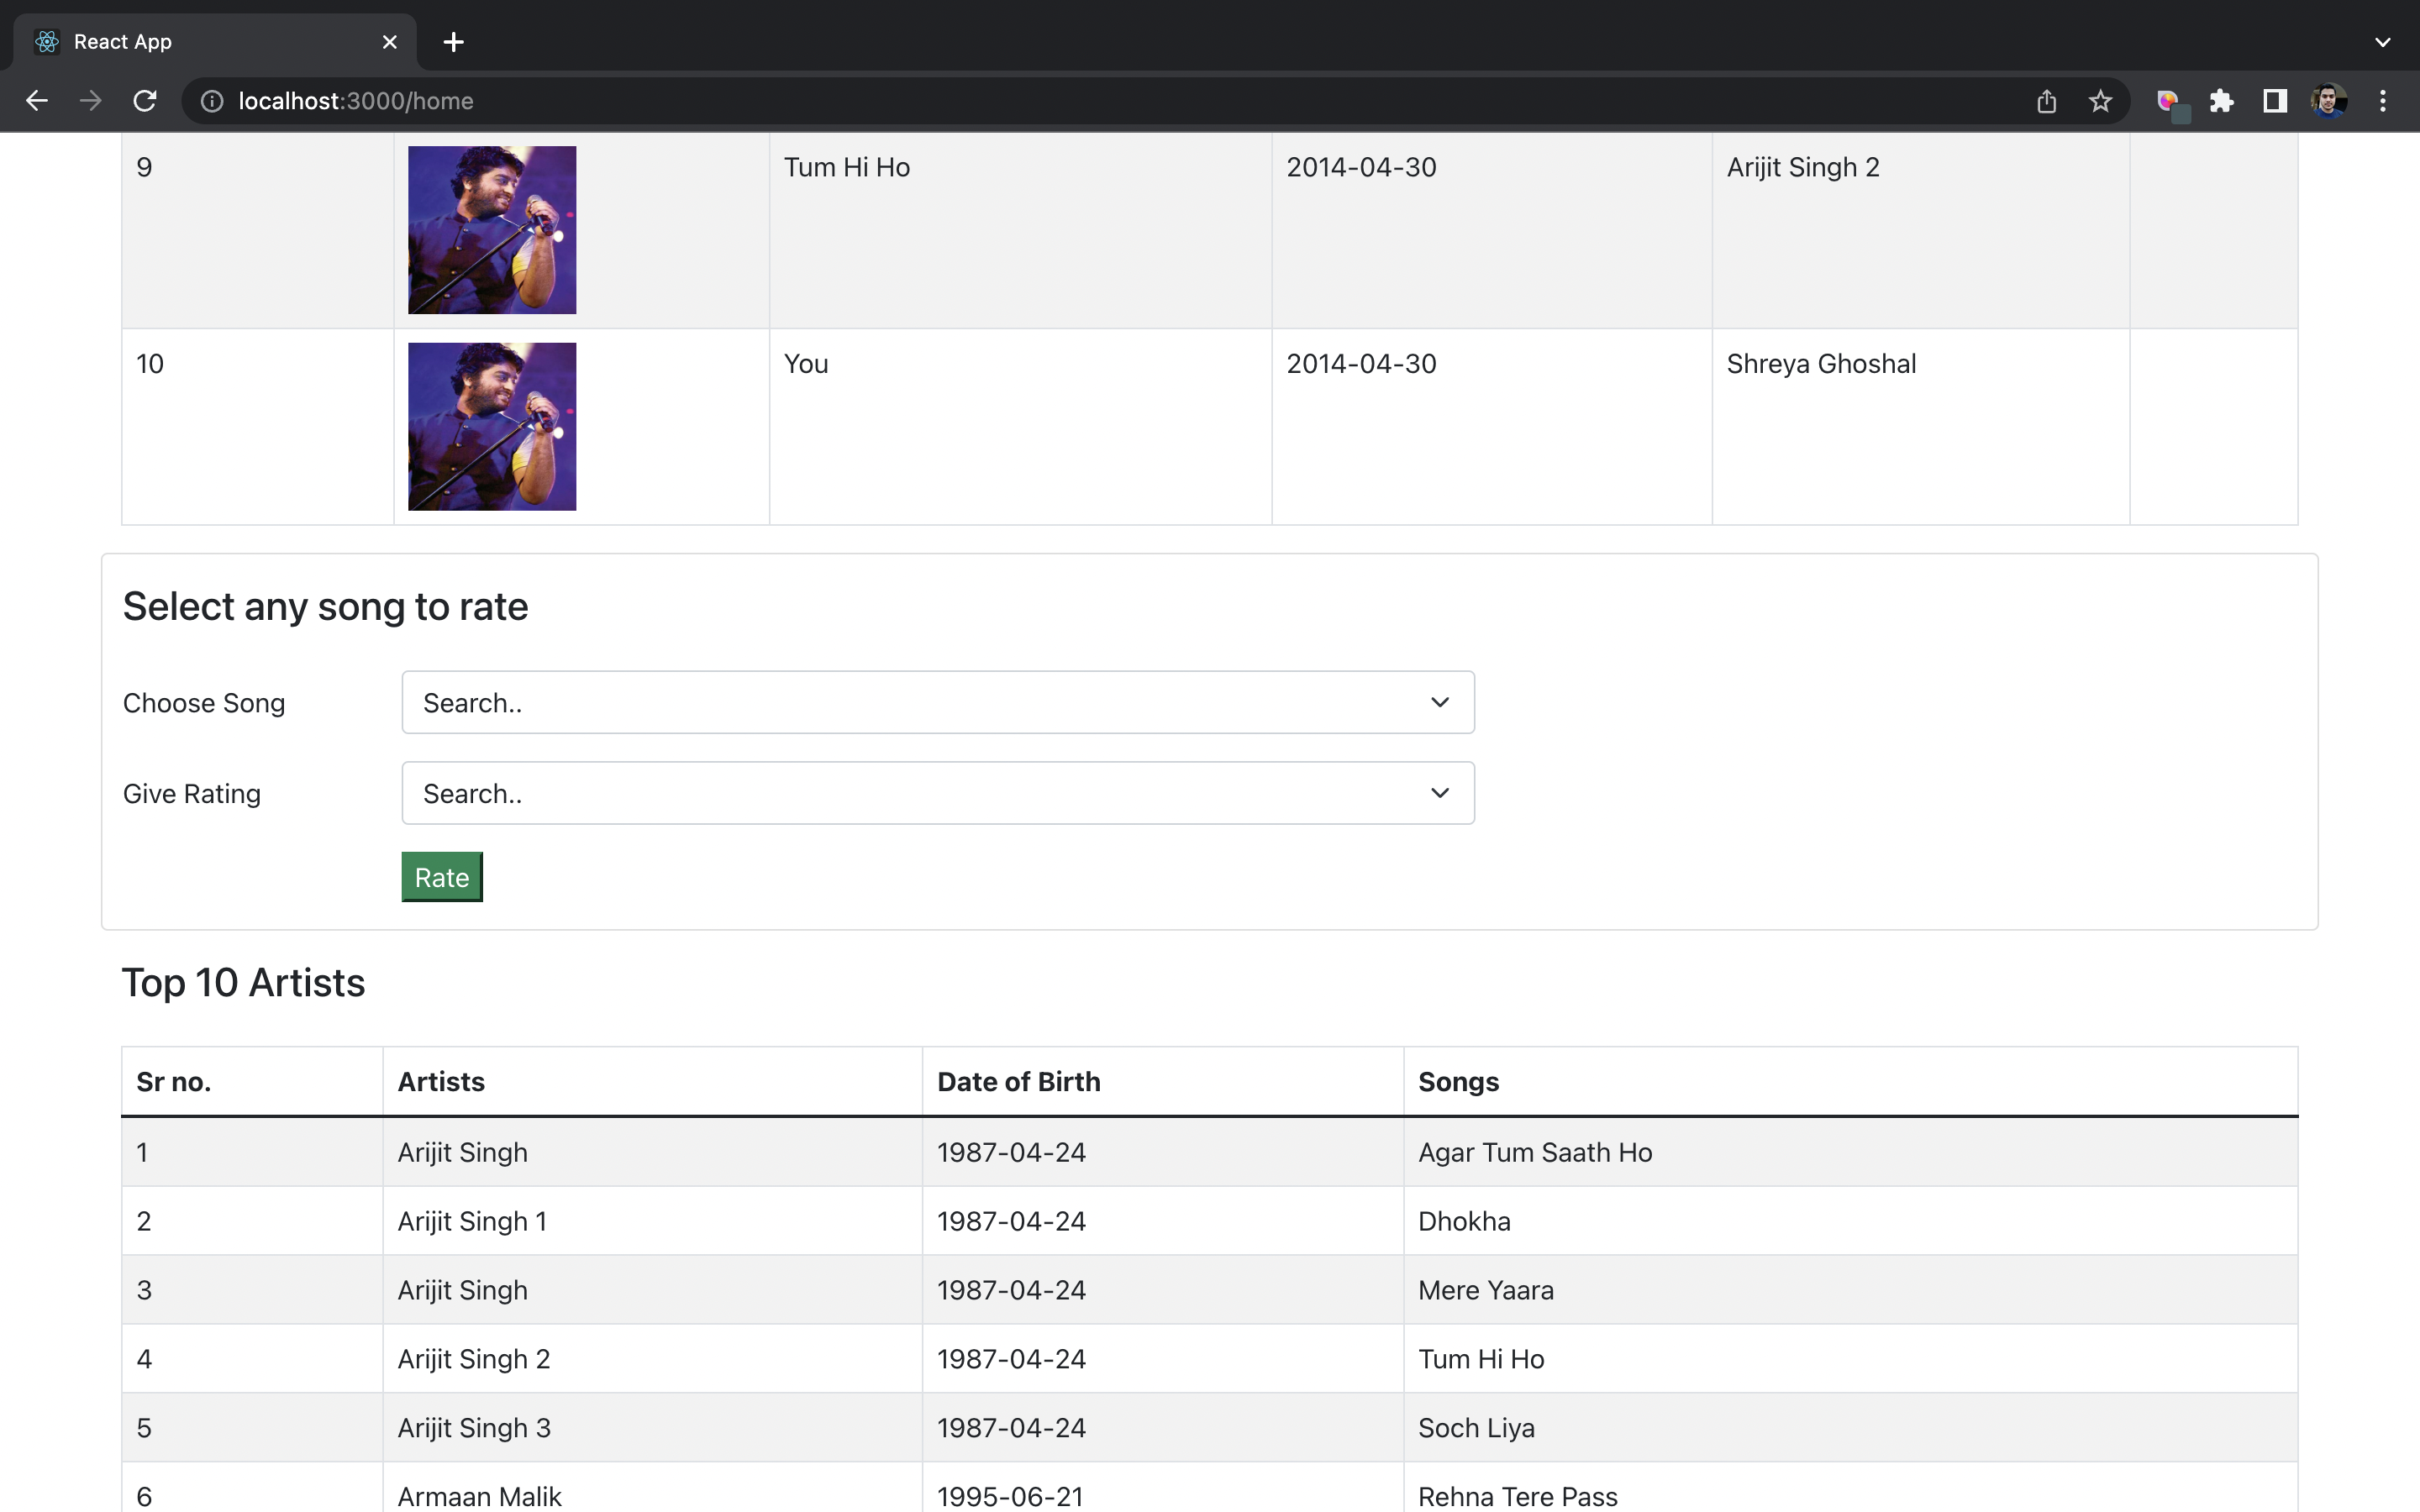 React App
localhost:3000/home
9 Tum Hi Ho 2014-04-30 Arijit Singh 2
10 You 2014-04-30 Shreya Ghoshal
Select any song to rate
Choose Song Search..
Give Rating Search..
Rate
Top 10 Artists
Sr no. Artists Date of Birth Songs
1 Arijit Singh 1987-04-24 Agar Tum Saath Ho
2 Arijit Singh 1 1987-04-24 Dhokha
3 Arijit Singh 1987-04-24 Mere Yaara
4 Arijit Singh 2 1987-04-24 Tum Hi Ho
5 Arijit Singh 3 1987-04-24 Soch Liya
6 Armaan Malik 1995-06-21 Rehna Tere Pass